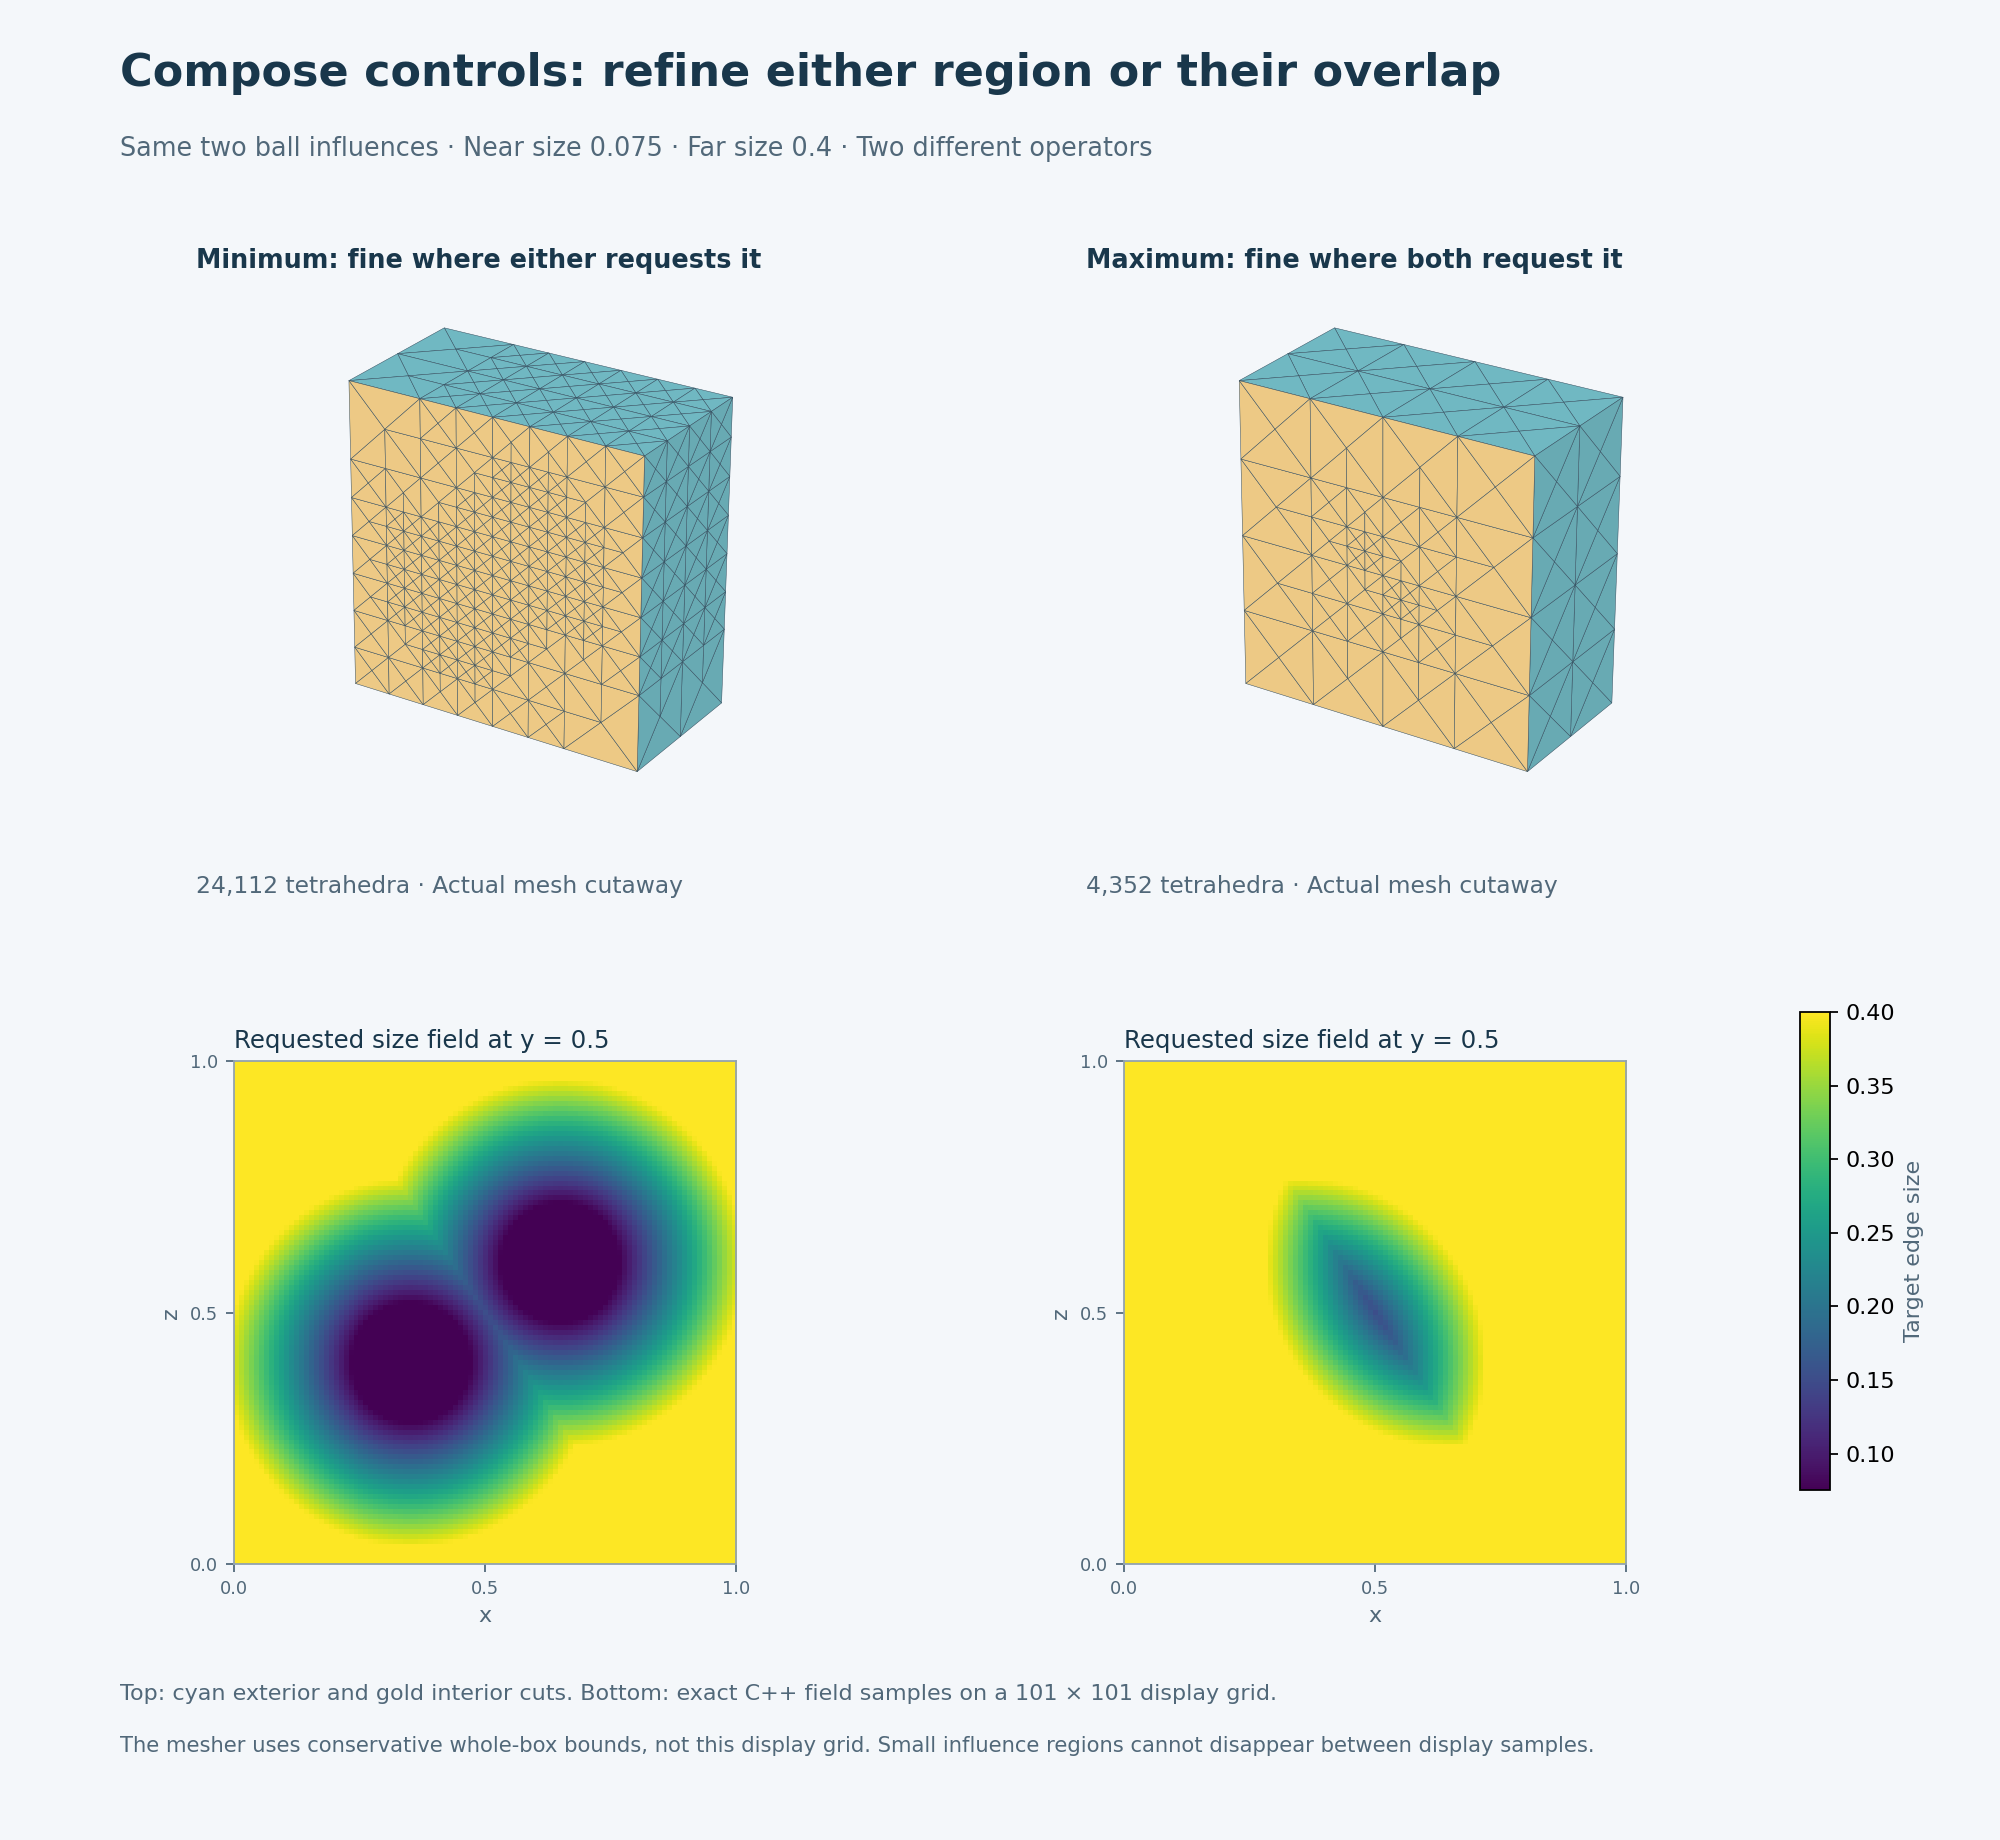 Compose controls: refine either region or their overlap
Same two ball influences · Near size 0.075 · Far size 0.4 · Two different operators
Minimum: fine where either requests it
Maximum: fine where both request it
24,112 tetrahedra · Actual mesh cutaway
4,352 tetrahedra · Actual mesh cutaway
Requested size field at y = 0.5
1.0
z
0.5
0.0
0.0
0.5
1.0
x
Requested size field at y = 0.5
1.0
z
0.5
0.0
0.0
0.5
1.0
x
0.40
0.35
0.30
0.25
0.20
0.15
0.10
Target edge size
Top: cyan exterior and gold interior cuts. Bottom: exact C++ field samples on a 101 × 101 display grid.
The mesher uses conservative whole-box bounds, not this display grid. Small influence regions cannot disappear between display samples.